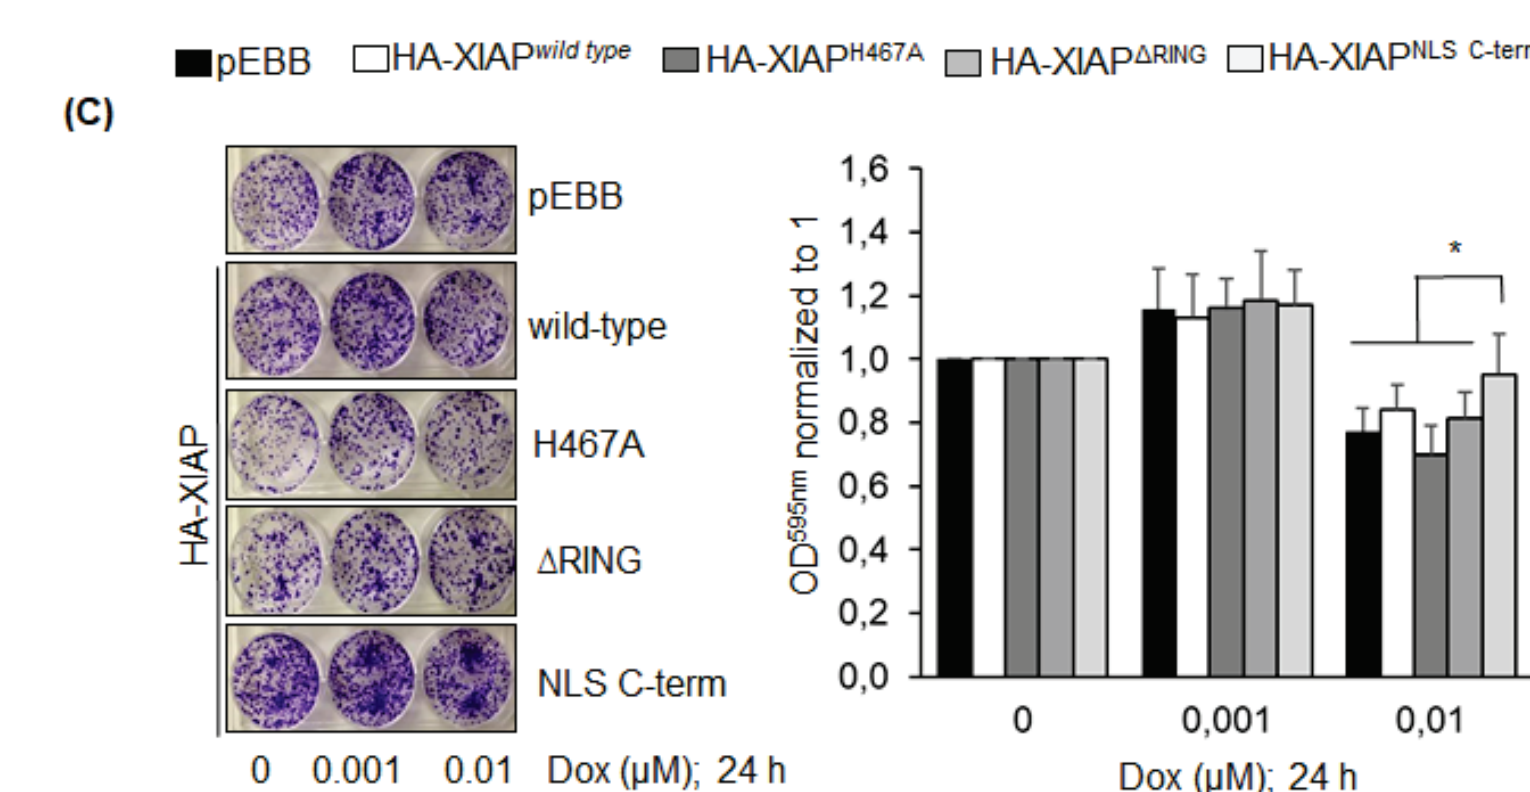 pEBB HA-XIAPwild type HA-XIAPH467A HA-XIAPΔRING HA-XIAPNLS C-term
(C)
pEBB
wild-type
H467A
ΔRING
NLS C-term
HA-XIAP
0 0.001 0.01 Dox (µM); 24 h
OD595nm normalized to 1
1,6
1,4
1,2
1,0
0,8
0,6
0,4
0,2
0,0
*
0 0,001 0,01
Dox (µM); 24 h